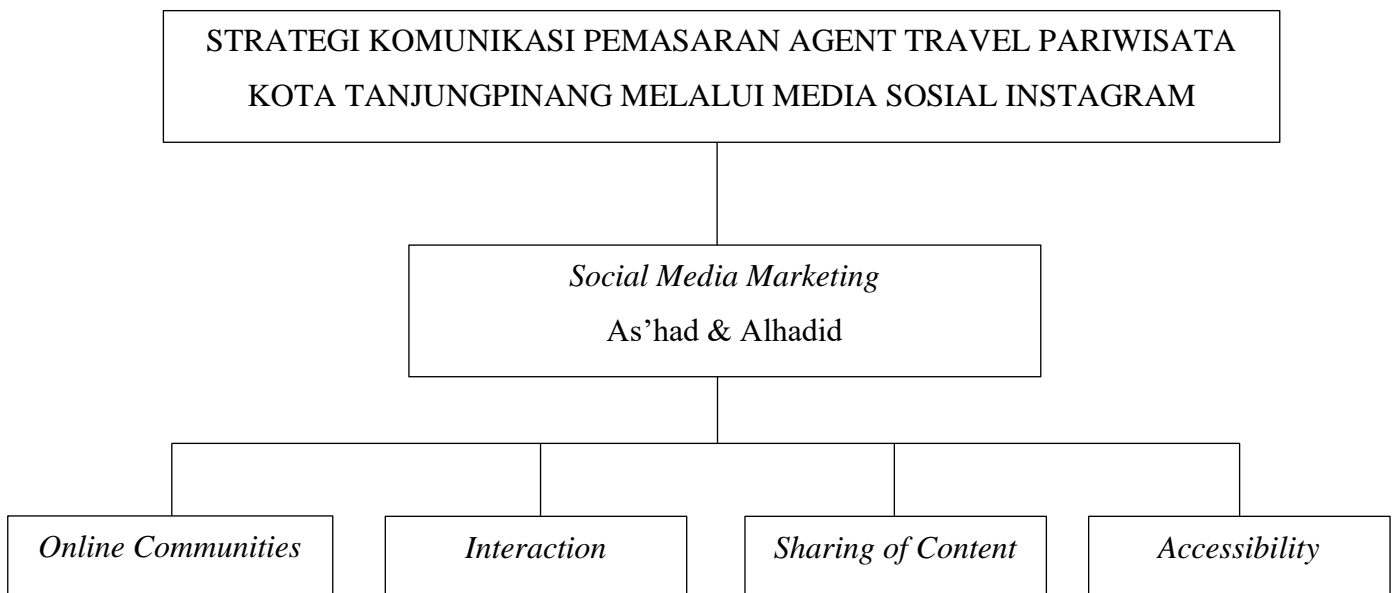 STRATEGI KOMUNIKASI PEMASARAN AGENT TRAVEL PARIWISATA
KOTA TANJUNGPINANG MELALUI MEDIA SOSIAL INSTAGRAM
Social Media Marketing
As’had & Alhadid
Online Communities
Interaction
Sharing of Content
Accessibility